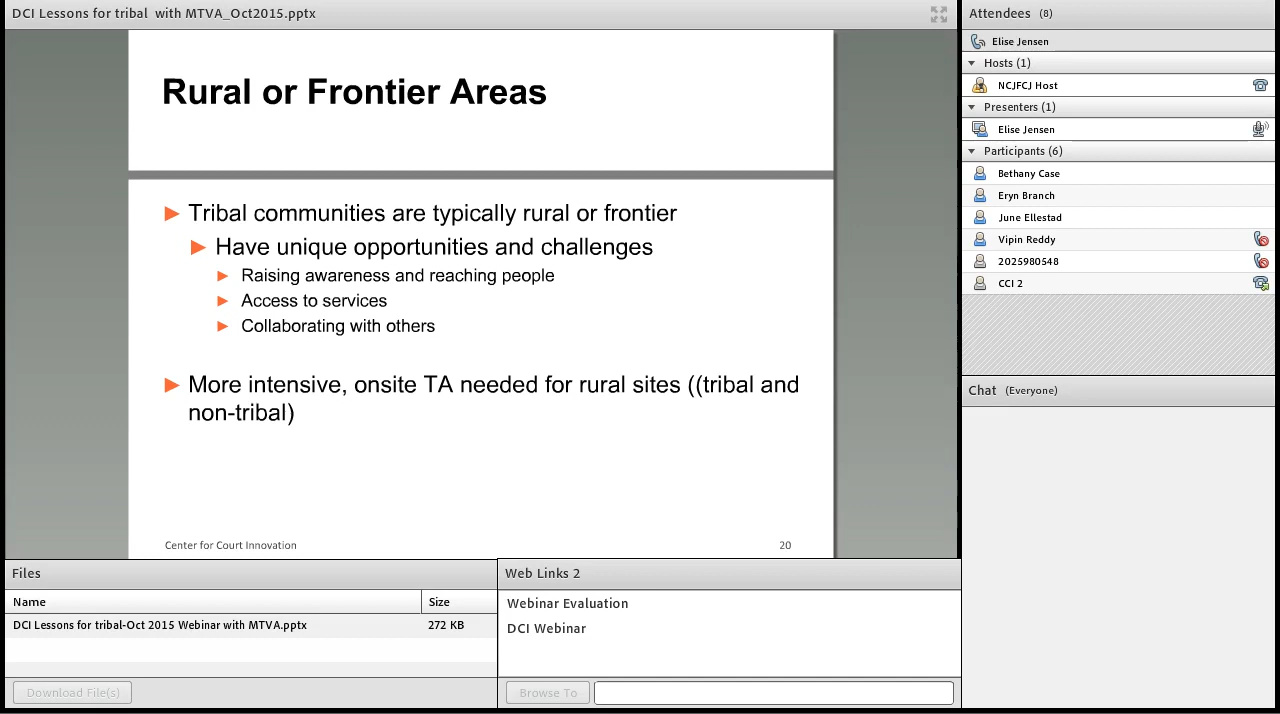 DCI Lessons for tribal  with MTVA_Oct2015.pptx
Rural or Frontier Areas
Tribal communities are typically rural or frontier
Have unique opportunities and challenges
Raising awareness and reaching people
Access to services
Collaborating with others
More intensive, onsite TA needed for rural sites ((tribal and
non-tribal)
Center for Court Innovation
20
Attendees (8)
Elise Jensen
Hosts (1)
NCJFCJ Host
Presenters (1)
Elise Jensen
Participants (6)
Bethany Case
Eryn Branch
June Ellestad
Vipin Reddy
2025980548
CCI 2
Chat (Everyone)
Files
Name Size
DCI Lessons for tribal-Oct 2015 Webinar with MTVA.pptx 272 KB
Download File(s)
Web Links 2
Webinar Evaluation
DCI Webinar
Browse To